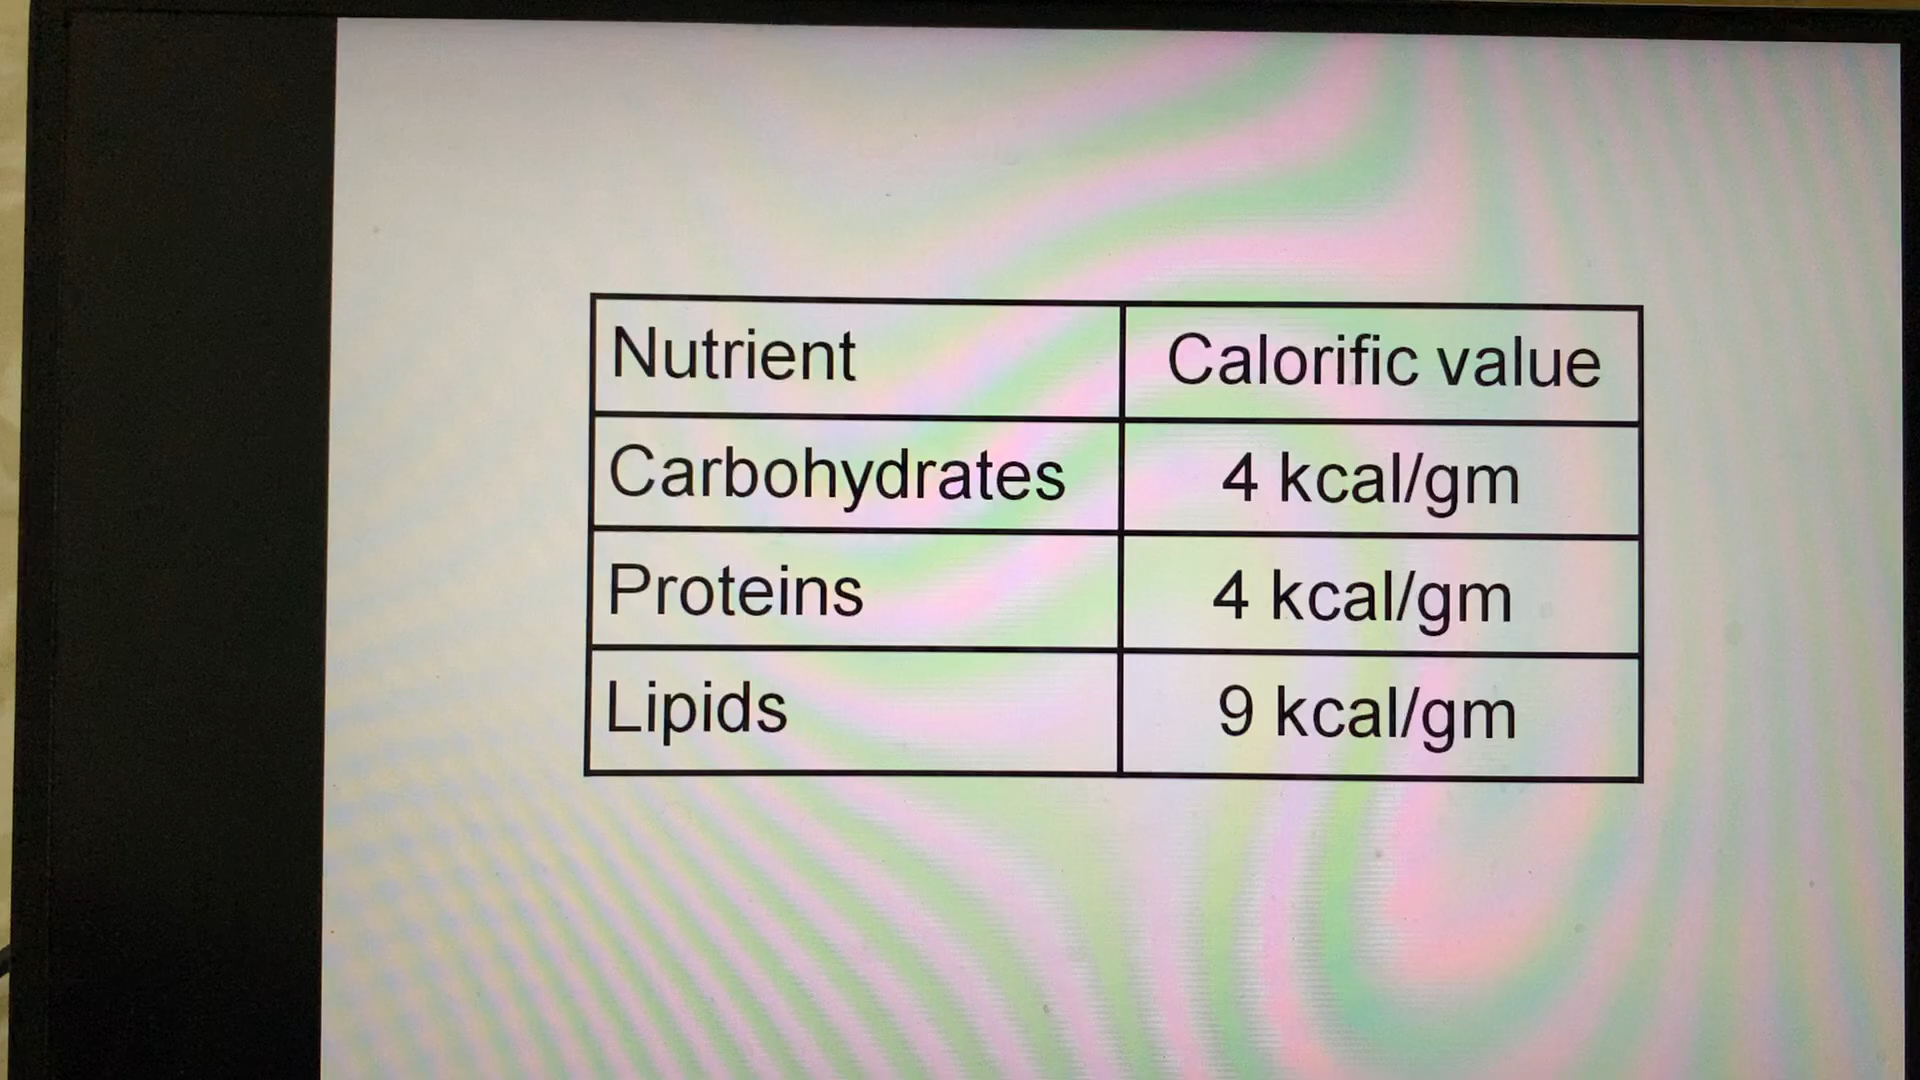 Nutrient Calorific value
Carbohydrates 4 kcal/gm
Proteins 4 kcal/gm
Lipids 9 kcal/gm